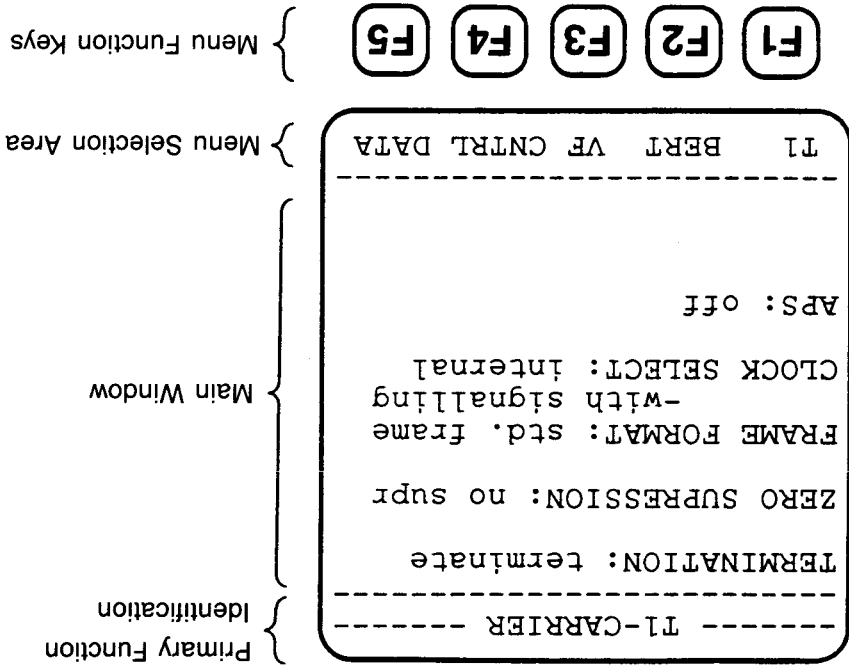 ------- T1-CARRIER -------
Primary Function
Identification
TERMINATION: terminate
ZERO SUPRESSION: no supr
FRAME FORMAT: std. frame
-with signalling
CLOCK SELECT: internal
APS: off
Main Window
T1 BERT VF CNTRL DATA
Menu Selection Area
F1 F2 F3 F4 F5
Menu Function Keys